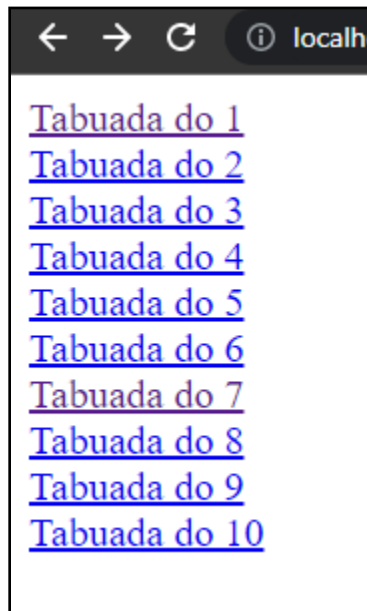 localh
Tabuada do 1
Tabuada do 2
Tabuada do 3
Tabuada do 4
Tabuada do 5
Tabuada do 6
Tabuada do 7
Tabuada do 8
Tabuada do 9
Tabuada do 10